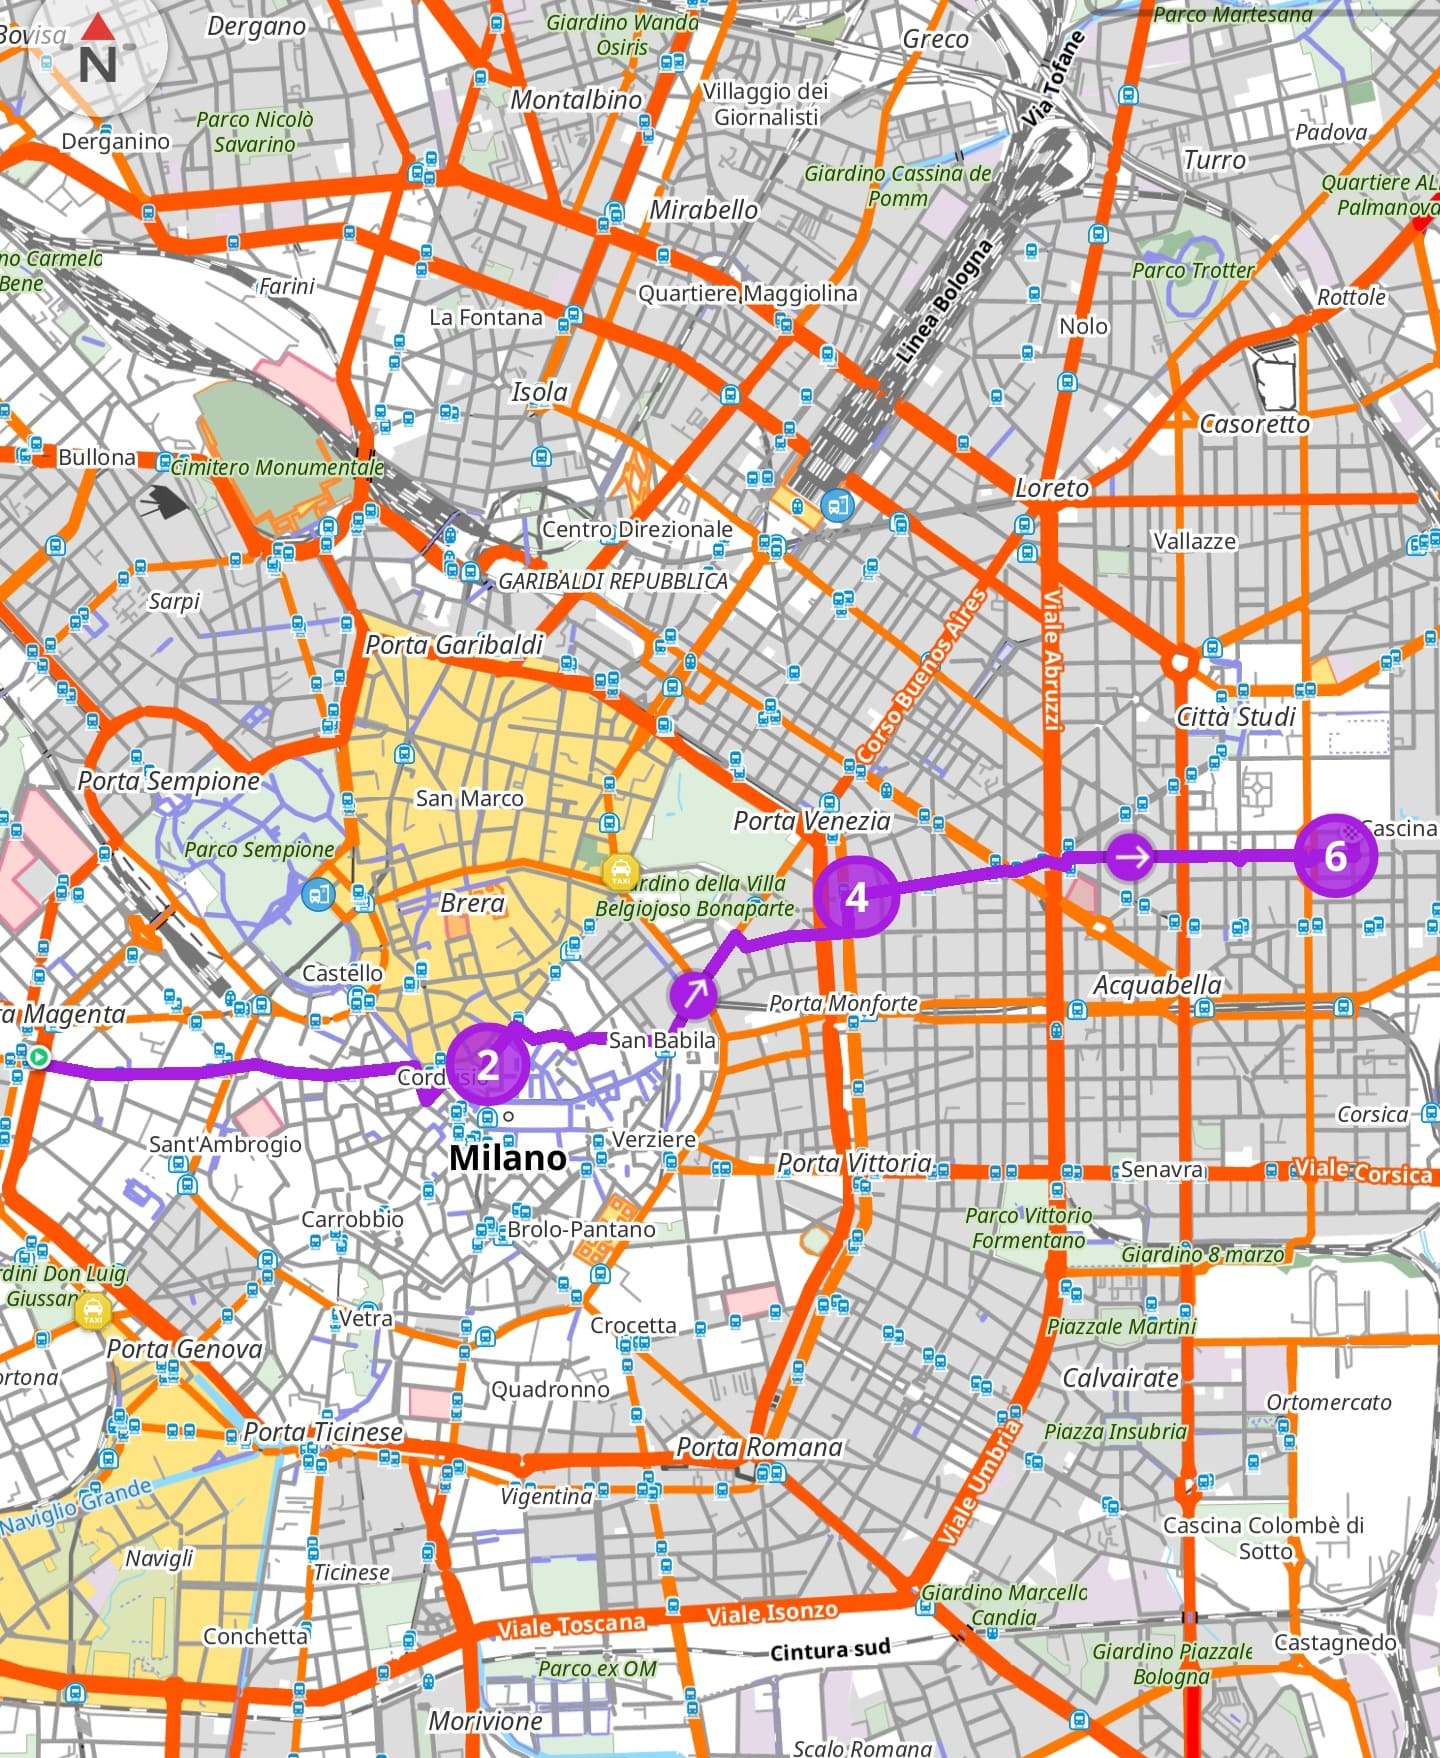 Parco Martesana
Bovisa
N
Dergano
Giardino Wanda
Osiris
Greco
Via Tofane
Montalbino
Villaggio dei
Giornalisti
Parco Nicolò
Savarino
Derganino
Padova
Turro
Giardino Cassina de
Pomm
Quartiere AL
Palmanova
Mirabello
no Carmelo
Bene
Farini
Linea Bologna
Parco Trotter
Quartiere Maggiolina
Rottole
La Fontana
Nolo
Isola
Casoretto
Bullona
Cimitero Monumentale
Loreto
Centro Direzionale
Vallazze
GARIBALDI REPUBBLICA
Sarpi
Porta Garibaldi
Corso Buenos Aires
Viale Abruzzi
Città Studi
Porta Sempione
San Marco
Porta Venezia
Cascina
Parco Sempione
TAXI
6
ardino della Villa
Belgiojoso Bonaparte
4
Brera
Castello
Acquabella
ta Magenta
Porta Monforte
San Babila
2
Cordusio
Corsica
Sant'Ambrogio
Verziere
Milano
Porta Vittoria
Senavra
Viale Corsica
Carrobbio
Brolo-Pantano
Parco Vittorio
Formentano
Giardino 8 marzo
rdini Don Luigi
Giussani
TAXI
Vetra
Crocetta
Piazzale Martini
Porta Genova
ortona
Quadronno
Calvairate
Ortomercato
Porta Ticinese
Porta Romana
Piazza Insubria
Naviglio Grande
Vigentina
Viale Umbria
Cascina Colombè di
Sotto
Navigli
Ticinese
Giardino Marcello
Candia
Viale Toscana
Viale Isonzo
Conchetta
Cintura sud
Castagnedo
Parco ex OM
Giardino Piazzale
Bologna
Morivione
Scalo Romana